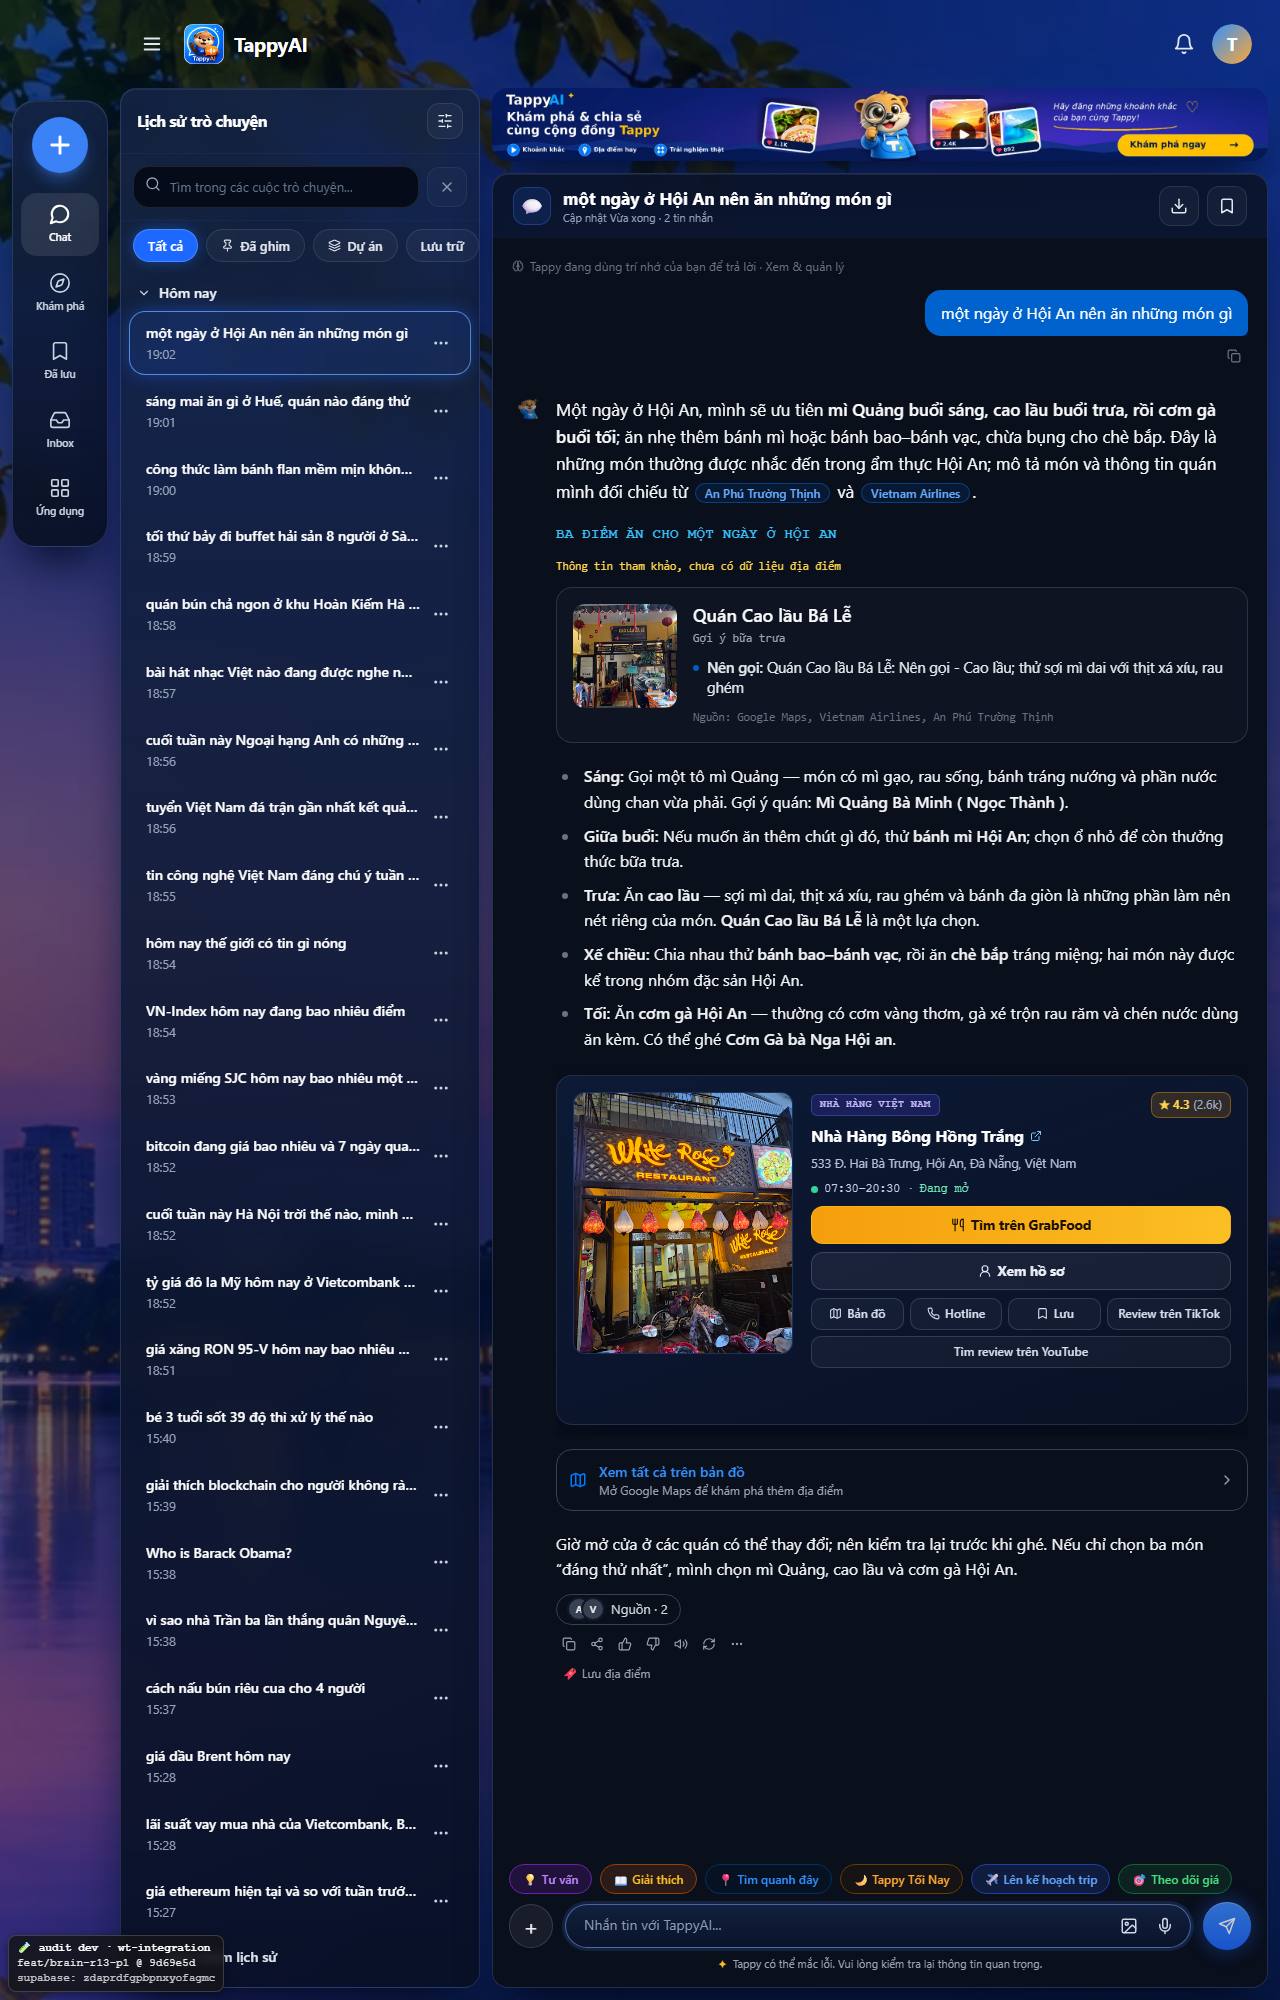 TappyAI
T
TappyAI
Khám phá & chia sẻ
cùng cộng đồng Tappy
Khoảnh khắc
Địa điểm hay
Trải nghiệm thật
1.1K
2.4K
892
Hãy đăng những khoảnh khắc
của bạn cùng Tappy!
Khám phá ngay →
Chat
Khám phá
Đã lưu
Inbox
Ứng dụng
Lịch sử trò chuyện
Tìm trong các cuộc trò chuyện...
Tất cả
Đã ghim
Dự án
Lưu trữ
Hôm nay
một ngày ở Hội An nên ăn những món gì
19:02
sáng mai ăn gì ở Huế, quán nào đáng thử
19:01
công thức làm bánh flan mềm mịn khôn...
19:00
tối thứ bảy đi buffet hải sản 8 người ở Sà...
18:59
quán bún chả ngon ở khu Hoàn Kiếm Hà ...
18:58
bài hát nhạc Việt nào đang được nghe n...
18:57
cuối tuần này Ngoại hạng Anh có những ...
18:56
tuyển Việt Nam đá trận gần nhất kết quả...
18:56
tin công nghệ Việt Nam đáng chú ý tuần ...
18:55
hôm nay thế giới có tin gì nóng
18:54
VN-Index hôm nay đang bao nhiêu điểm
18:54
vàng miếng SJC hôm nay bao nhiêu một ...
18:53
bitcoin đang giá bao nhiêu và 7 ngày qua...
18:52
cuối tuần này Hà Nội trời thế nào, mình ...
18:52
tỷ giá đô la Mỹ hôm nay ở Vietcombank ...
18:52
giá xăng RON 95-V hôm nay bao nhiêu ...
18:51
bé 3 tuổi sốt 39 độ thì xử lý thế nào
15:40
giải thích blockchain cho người không rà...
15:39
Who is Barack Obama?
15:38
vì sao nhà Trần ba lần thắng quân Nguyê...
15:38
cách nấu bún riêu cua cho 4 người
15:37
giá dầu Brent hôm nay
15:28
lãi suất vay mua nhà của Vietcombank, B...
15:28
giá ethereum hiện tại và so với tuần trướ...
15:27
m lịch sử
audit dev · wt-integration
feat/brain-r13-p1 @ 9d69e5d
supabase: zdaprdfgpbpnxyofagmc
một ngày ở Hội An nên ăn những món gì
Cập nhật Vừa xong · 2 tin nhắn
Tappy đang dùng trí nhớ của bạn để trả lời · Xem & quản lý
một ngày ở Hội An nên ăn những món gì
Một ngày ở Hội An, mình sẽ ưu tiên mì Quảng buổi sáng, cao lầu buổi trưa, rồi cơm gà
buổi tối; ăn nhẹ thêm bánh mì hoặc bánh bao–bánh vạc, chừa bụng cho chè bắp. Đây là
những món thường được nhắc đến trong ẩm thực Hội An; mô tả món và thông tin quán
mình đối chiếu từ An Phú Trường Thịnh và Vietnam Airlines .
BA ĐIỂM ĂN CHO MỘT NGÀY Ở HỘI AN
Thông tin tham khảo, chưa có dữ liệu địa điểm
Quán Cao lầu Bá Lễ
Gợi ý bữa trưa
Nên gọi: Quán Cao lầu Bá Lễ: Nên gọi - Cao lầu; thử sợi mì dai với thịt xá xíu, rau
ghém
Nguồn: Google Maps, Vietnam Airlines, An Phú Trường Thịnh
Sáng: Gọi một tô mì Quảng — món có mì gạo, rau sống, bánh tráng nướng và phần nước
dùng chan vừa phải. Gợi ý quán: Mì Quảng Bà Minh ( Ngọc Thành ).
Giữa buổi: Nếu muốn ăn thêm chút gì đó, thử bánh mì Hội An; chọn ổ nhỏ để còn thưởng
thức bữa trưa.
Trưa: Ăn cao lầu — sợi mì dai, thịt xá xíu, rau ghém và bánh đa giòn là những phần làm nên
nét riêng của món. Quán Cao lầu Bá Lễ là một lựa chọn.
Xế chiều: Chia nhau thử bánh bao–bánh vạc, rồi ăn chè bắp tráng miệng; hai món này được
kể trong nhóm đặc sản Hội An.
Tối: Ăn cơm gà Hội An — thường có cơm vàng thơm, gà xé trộn rau răm và chén nước dùng
ăn kèm. Có thể ghé Cơm Gà bà Nga Hội an.
White Rose
RESTAURANT
White Rose
RESTAURANT
NHÀ HÀNG VIỆT NAM
★ 4.3 (2.6k)
Nhà Hàng Bông Hồng Trắng
533 Đ. Hai Bà Trưng, Hội An, Đà Nẵng, Việt Nam
07:30–20:30 · Đang mở
Tìm trên GrabFood
Xem hồ sơ
Bản đồ
Hotline
Lưu
Review trên TikTok
Tìm review trên YouTube
Xem tất cả trên bản đồ
Mở Google Maps để khám phá thêm địa điểm
Giờ mở cửa ở các quán có thể thay đổi; nên kiểm tra lại trước khi ghé. Nếu chỉ chọn ba món
“đáng thử nhất”, mình chọn mì Quảng, cao lầu và cơm gà Hội An.
A V Nguồn · 2
Lưu địa điểm
Tư vấn
Giải thích
Tìm quanh đây
Tappy Tối Nay
Lên kế hoạch trip
Theo dõi giá
Nhắn tin với TappyAI...
Tappy có thể mắc lỗi. Vui lòng kiểm tra lại thông tin quan trọng.